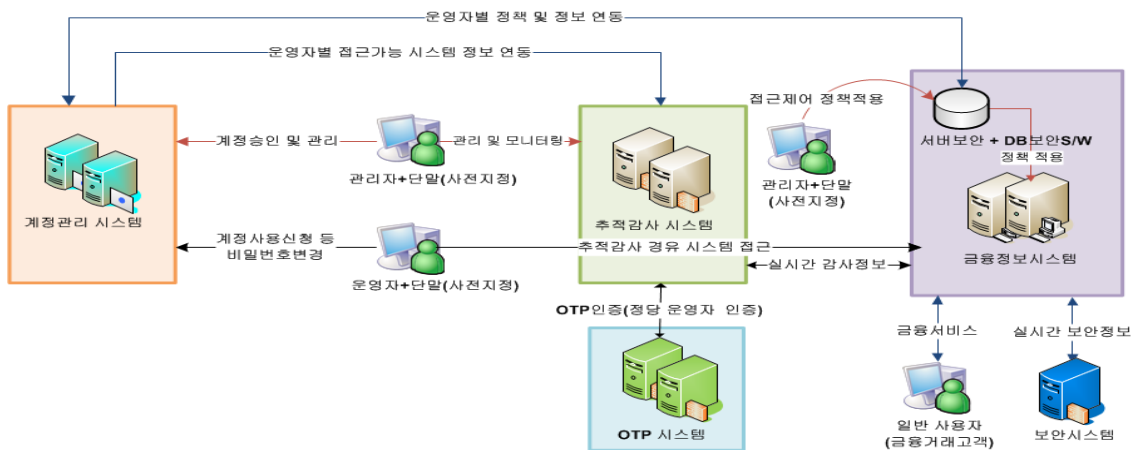 운영자별 정책 및 정보 연동
운영자별 접근가능 시스템 정보 연동
접근제어 정책적용
계정승인 및 관리
관리 및 모니터링
서버보안 + DB보안S/W
정책 적용
관리자+단말(사전지정)
관리자+단말
(사전지정)
계정관리 시스템
추적감사 시스템
계정사용신청 등
비밀번호변경
추적감사 경유 시스템 접근
금융정보시스템
실시간 감사정보
운영자+단말(사전지정)
OTP인증(정당 운영자 인증)
금융서비스
실시간 보안정보
OTP 시스템
일반 사용자
(금융거래고객)
보안시스템